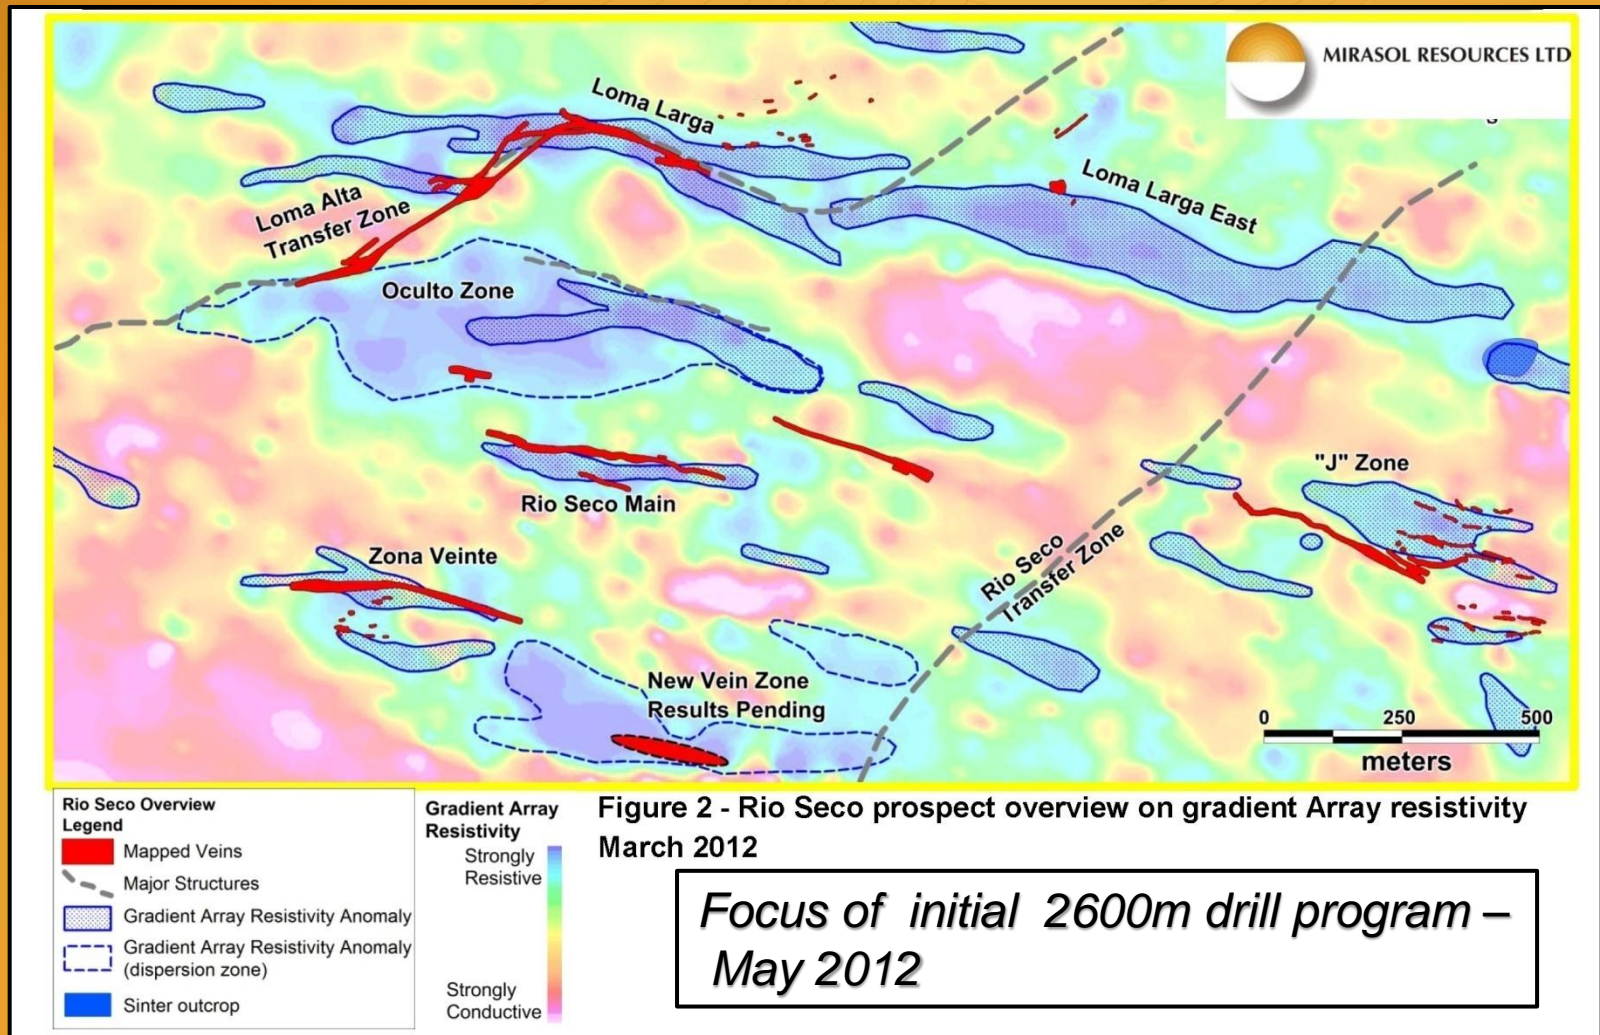 MIRASOL RESOURCES LTD
Loma Larga
Loma Larga East
Loma Alta
Transfer Zone
Oculto Zone
"J" Zone
Rio Seco Main
Zona Veinte
Rio Seco
Transfer Zone
New Vein Zone
Results Pending
0 250 500
meters
Rio Seco Overview
Legend
Mapped Veins
Major Structures
Gradient Array Resistivity Anomaly
Gradient Array Resistivity Anomaly
(dispersion zone)
Sinter outcrop
Gradient Array
Resistivity
Strongly
Resistive
Strongly
Conductive
Figure 2 - Rio Seco prospect overview on gradient Array resistivity
March 2012
Focus of initial 2600m drill program –
May 2012